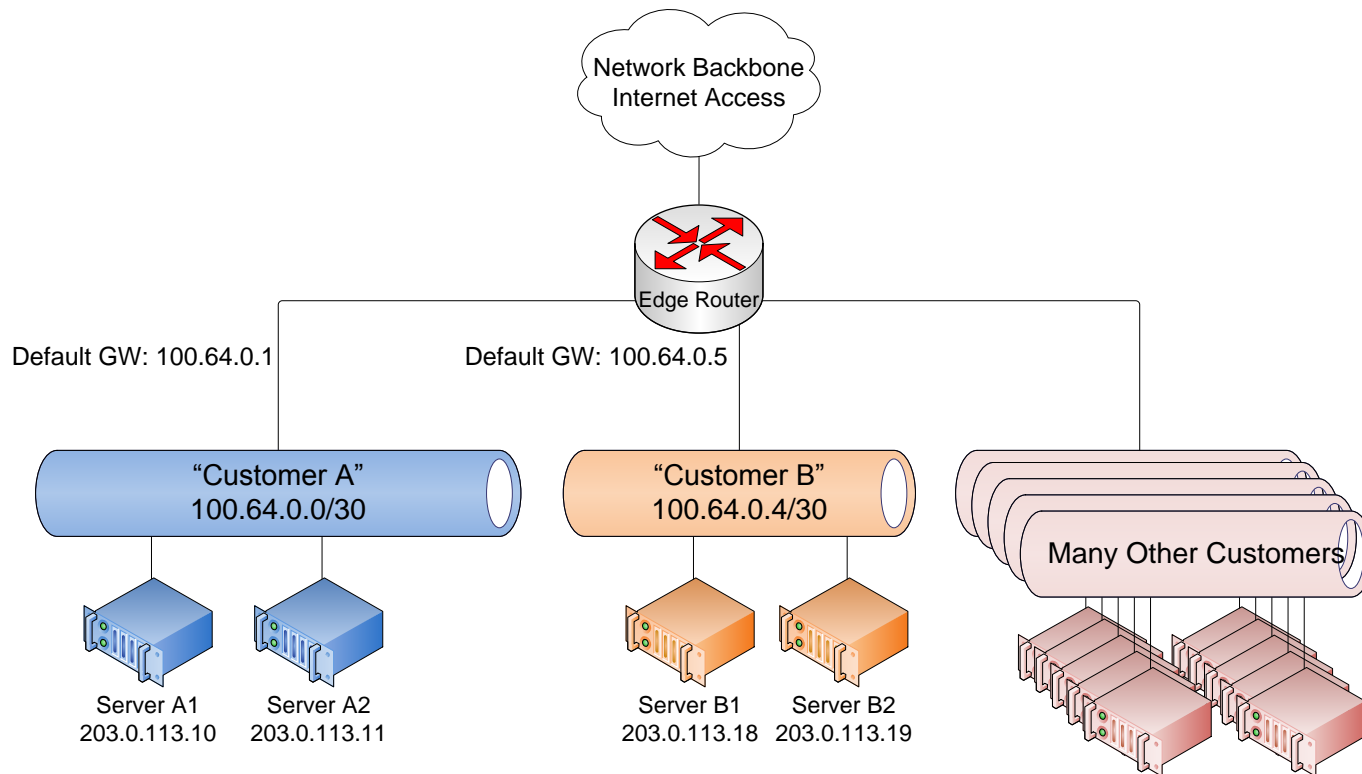 Network Backbone
Internet Access
Edge Router
Default GW: 100.64.0.1
Default GW: 100.64.0.5
“Customer A”
100.64.0.0/30
“Customer B”
100.64.0.4/30
Many Other Customers
Server A1
203.0.113.10
Server A2
203.0.113.11
Server B1
203.0.113.18
Server B2
203.0.113.19